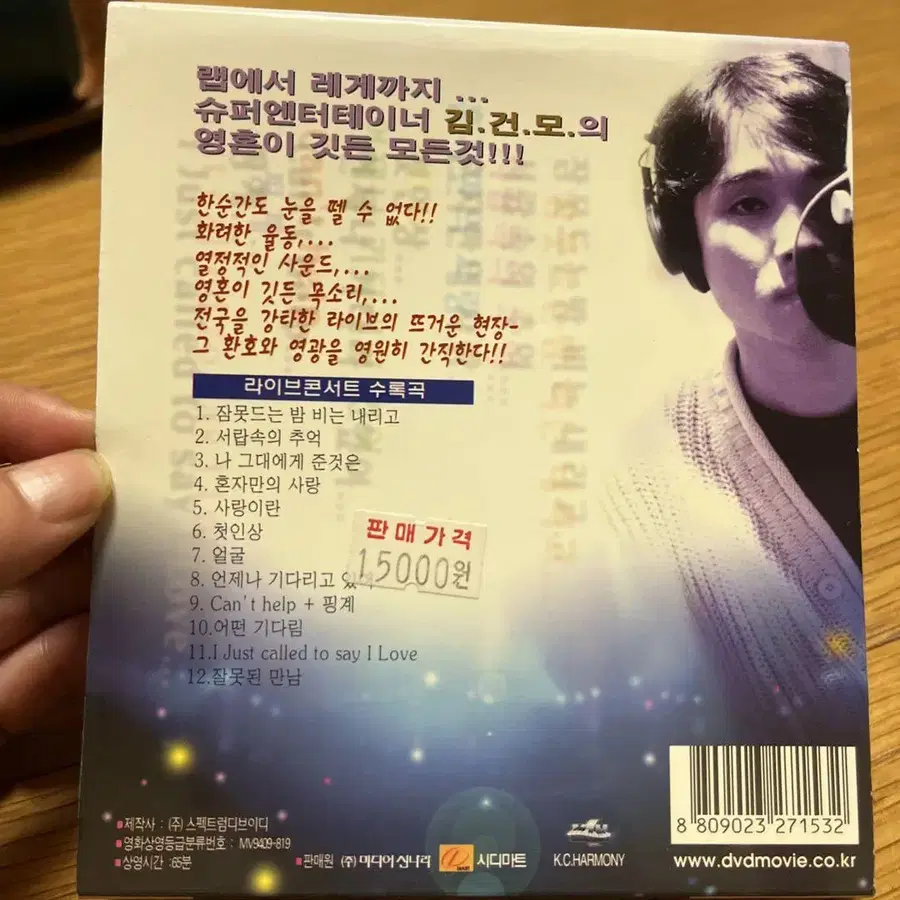 랩에서 레게까지 ...
슈퍼엔터테이너 김.건.모.의
영혼이 깃든 모든것!!!
한순간도 눈을 뗄 수 없다!!
화려한 율동,....
열정적인 사운드,...
영혼이 깃든 목소리,...
전국을 강타한 라이브의 뜨거운 현장-
그 환호와 영광을 영원히 간직한다!!
라이브콘서트 수록곡
1. 잠못드는 밤 비는 내리고
2. 서랍속의 추억
3. 나 그대에게 준것은
4. 혼자만의 사랑
5. 사랑이란
6. 첫인상
7. 얼굴
8. 언제나 기다리고
9. Can't help + 핑계
10.어떤 기다림
11.I Just called to say I Love
12.잘못된 만남
판매가격
15000원
제작사 : (주) 스펙트럼디브이디
영화상영등급분류번호 : MV9409-819
상영시간 : 65분
판매원 (주) 미디어신나라
시디마트
K.C.HARMONY
8 809023 271532
www.dvdmovie.co.kr